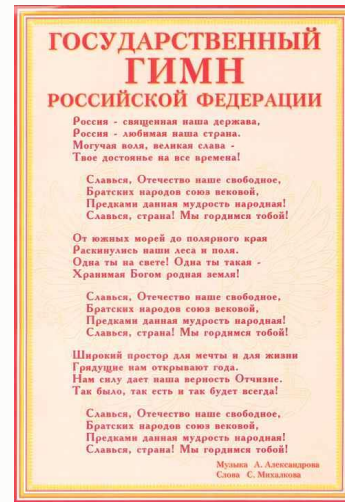 ГОСУДАРСТВЕННЫЙ
ГИМН
РОССИЙСКОЙ ФЕДЕРАЦИИ
Россия - священная наша держава,
Россия - любимая наша страна.
Могучая воля, великая слава -
Твое достоянье на все времена!
Славься, Отечество наше свободное,
Братских народов союз вековой,
Предками данная мудрость народная!
Славься, страна! Мы гордимся тобой!
От южных морей до полярного края
Раскинулись наши леса и поля.
Одна ты на свете! Одна ты такая -
Хранимая Богом родная земля!
Славься, Отечество наше свободное,
Братских народов союз вековой,
Предками данная мудрость народная!
Славься, страна! Мы гордимся тобой!
Широкий простор для мечты и для жизни
Грядущие нам открывают года.
Нам силу дает наша верность Отчизне.
Так было, так есть и так будет всегда!
Славься, Отечество наше свободное,
Братских народов союз вековой,
Предками данная мудрость народная!
Славься, страна! Мы гордимся тобой!
Музыка А. Александрова
Слова С. Михалкова